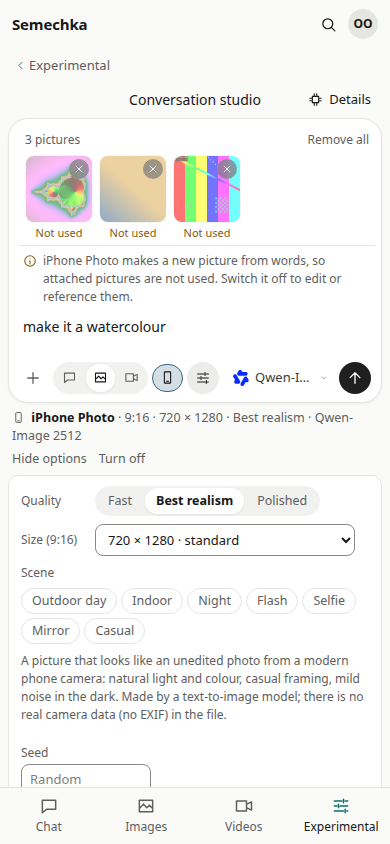 Semechka
OO
Experimental
Conversation studio
Details
3 pictures
Remove all
Not used
Not used
Not used
iPhone Photo makes a new picture from words, so
attached pictures are not used. Switch it off to edit or
reference them.
make it a watercolour
Qwen-I...
iPhone Photo · 9:16 · 720 × 1280 · Best realism · Qwen-
Image 2512
Hide options
Turn off
Quality
Fast
Best realism
Polished
Size (9:16)
720 × 1280 · standard
Scene
Outdoor day
Indoor
Night
Flash
Selfie
Mirror
Casual
A picture that looks like an unedited photo from a modern
phone camera: natural light and colour, casual framing, mild
noise in the dark. Made by a text-to-image model; there is no
real camera data (no EXIF) in the file.
Seed
Random
Chat
Images
Videos
Experimental